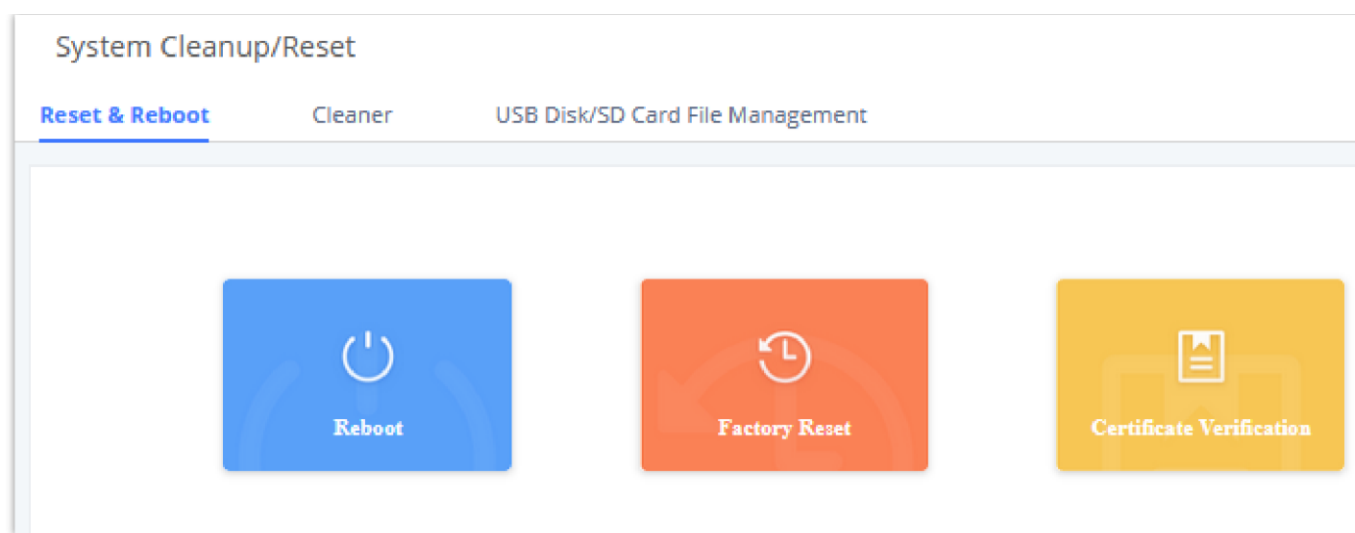 System Cleanup/Reset
Reset & Reboot Cleaner USB Disk/SD Card File Management
Reboot Factory Reset Certificate Verification